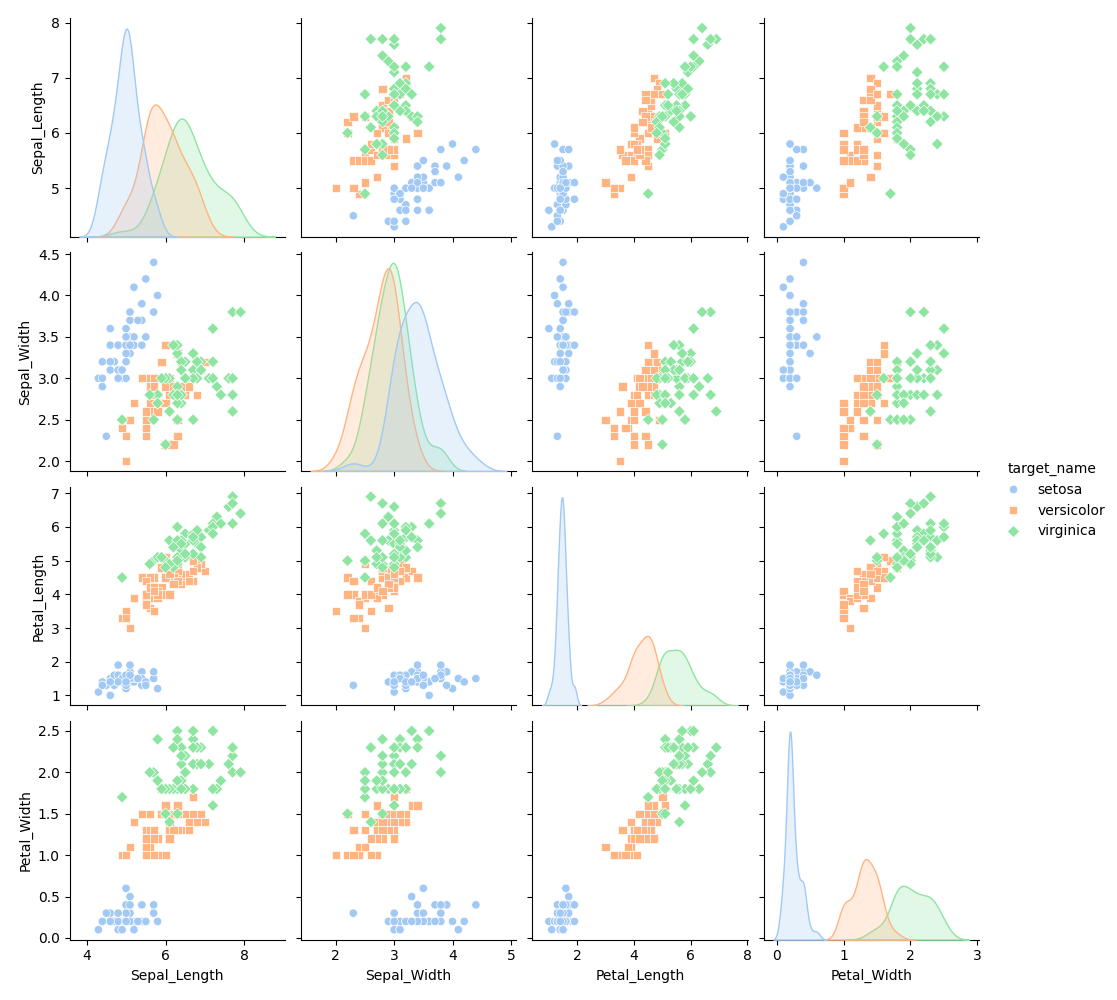 8
7
6
5
Sepal_Length
4.5
4.0
3.5
3.0
2.5
2.0
Sepal_Width
target_name
setosa
versicolor
virginica
7
6
5
4
3
2
1
Petal_Length
2.5
2.0
1.5
1.0
0.5
0.0
Petal_Width
4 6 8
2 3 4 5
2 4 6 8
0 1 2 3
Sepal_Length
Sepal_Width
Petal_Length
Petal_Width